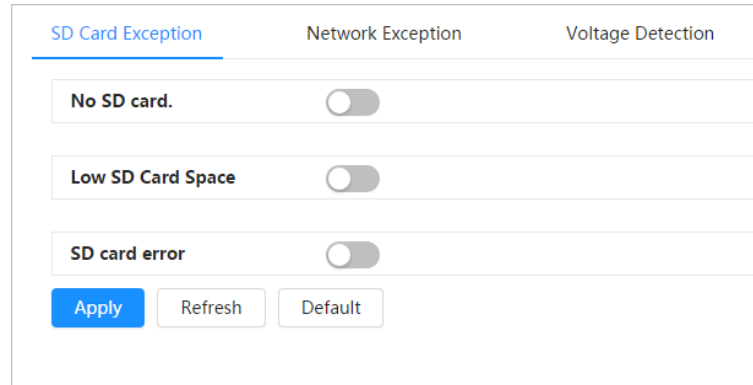 SD Card Exception Network Exception Voltage Detection
No SD card.
Low SD Card Space
SD card error
Apply Refresh Default